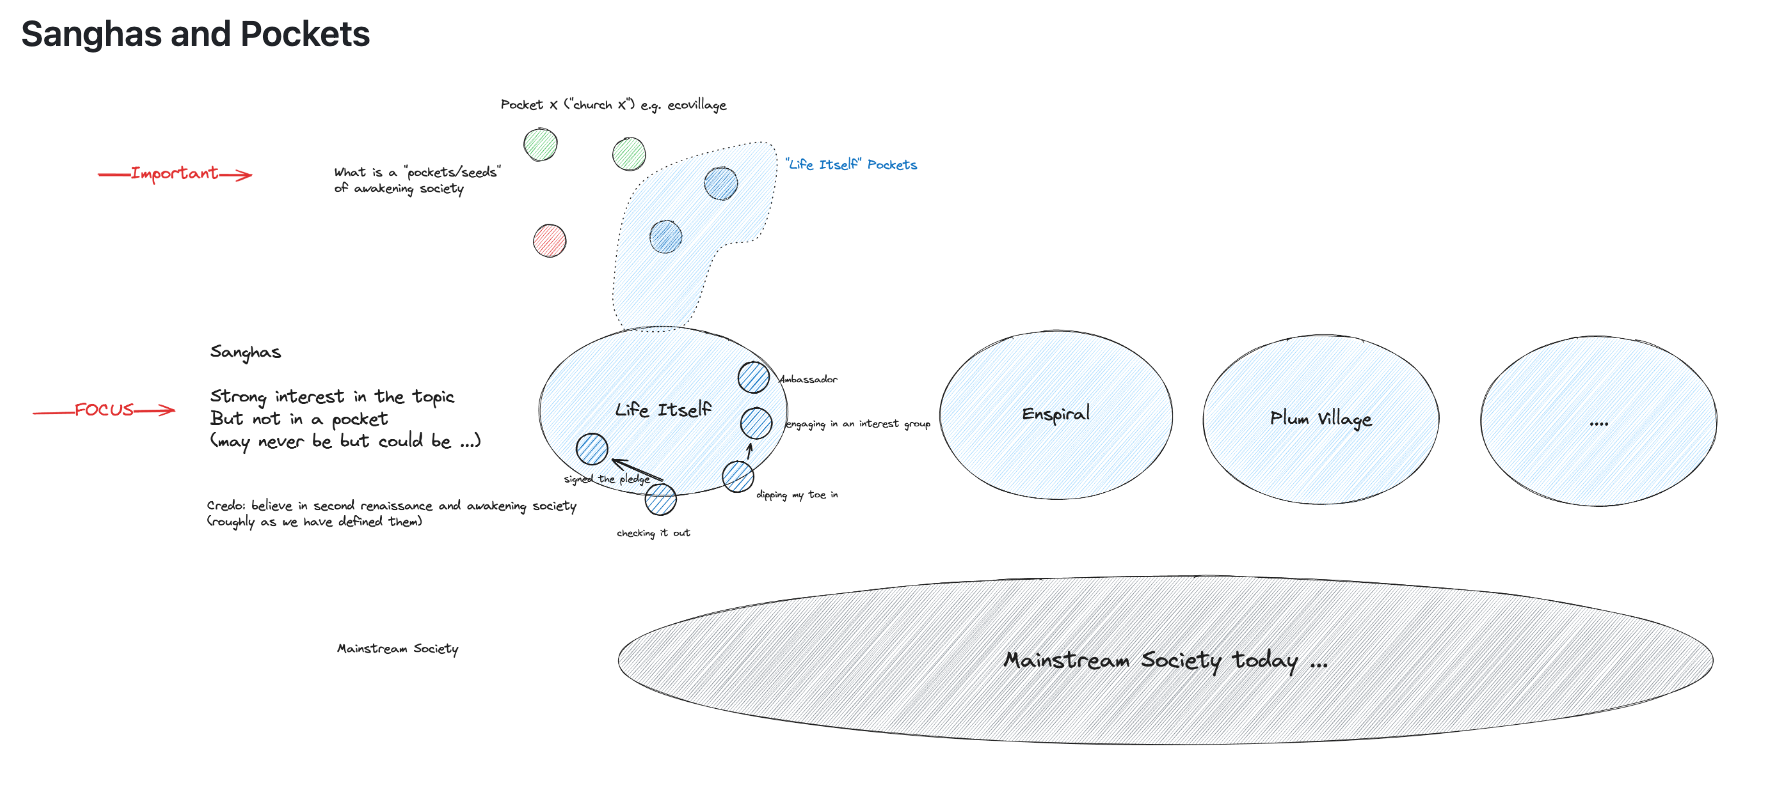 Sanghas and Pockets
Pocket X ("church X") e.g. ecovillage
Important
What is a "pockets/seeds"
of awakening society
"Life Itself" Pockets
Sanghas
FOCUS
Strong interest in the topic
But not in a pocket
(may never be but could be ...)
Credo: believe in second renaissance and awakening society
(roughly as we have defined them)
Life Itself
Ambassador
engaging in an interest group
signed the pledge
dipping my toe in
checking it out
Enspiral
Plum Village
....
Mainstream Society
Mainstream Society today ...